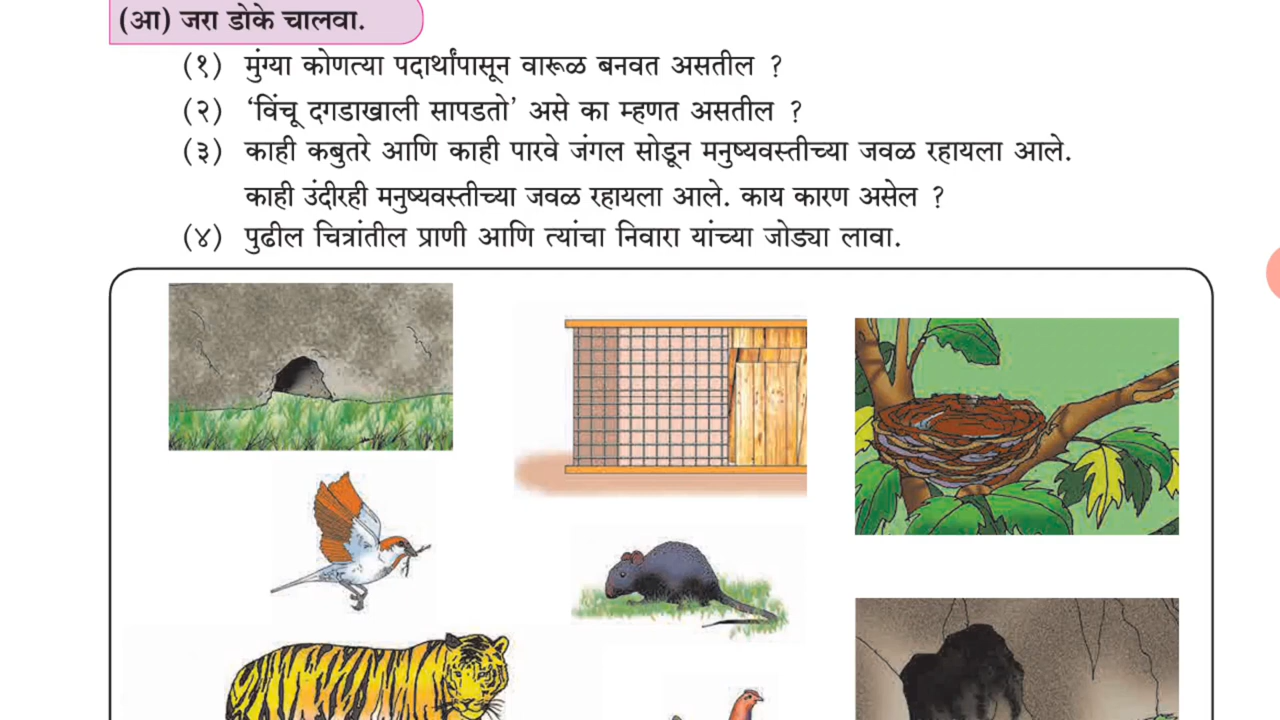 (आ) जरा डोके चालवा.
(१) मुंग्या कोणत्या पदार्थांपासून वारूळ बनवत असतील ?
(२) ‘विंचू दगडाखाली सापडतो’ असे का म्हणत असतील ?
(३) काही कबुतरे आणि काही पारवे जंगल सोडून मनुष्यवस्तीच्या जवळ रहायला आले.
काही उंदीरही मनुष्यवस्तीच्या जवळ रहायला आले. काय कारण असेल ?
(४) पुढील चित्रांतील प्राणी आणि त्यांचा निवारा यांच्या जोड्या लावा.